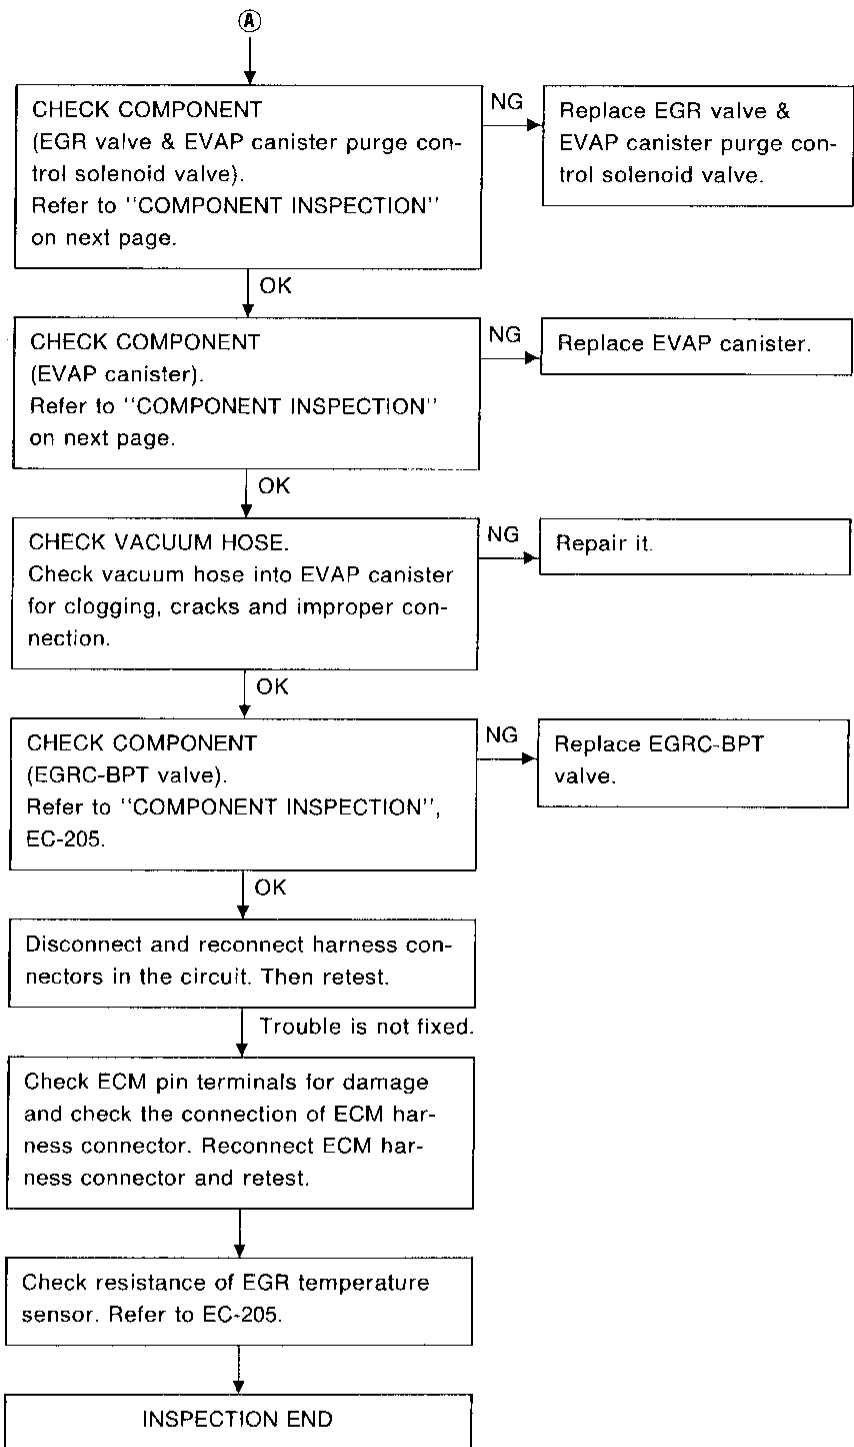 A
CHECK COMPONENT
(EGR valve & EVAP canister purge con-
trol solenoid valve).
Refer to "COMPONENT INSPECTION"
on next page.
NG
Replace EGR valve &
EVAP canister purge con-
trol solenoid valve.
OK
CHECK COMPONENT
(EVAP canister).
Refer to "COMPONENT INSPECTION"
on next page.
NG
Replace EVAP canister.
OK
CHECK VACUUM HOSE.
Check vacuum hose into EVAP canister
for clogging, cracks and improper con-
nection.
NG
Repair it.
OK
CHECK COMPONENT
(EGRC-BPT valve).
Refer to "COMPONENT INSPECTION",
EC-205.
NG
Replace EGRC-BPT
valve.
OK
Disconnect and reconnect harness con-
nectors in the circuit. Then retest.
Trouble is not fixed.
Check ECM pin terminals for damage
and check the connection of ECM har-
ness connector. Reconnect ECM har-
ness connector and retest.
Check resistance of EGR temperature
sensor. Refer to EC-205.
INSPECTION END